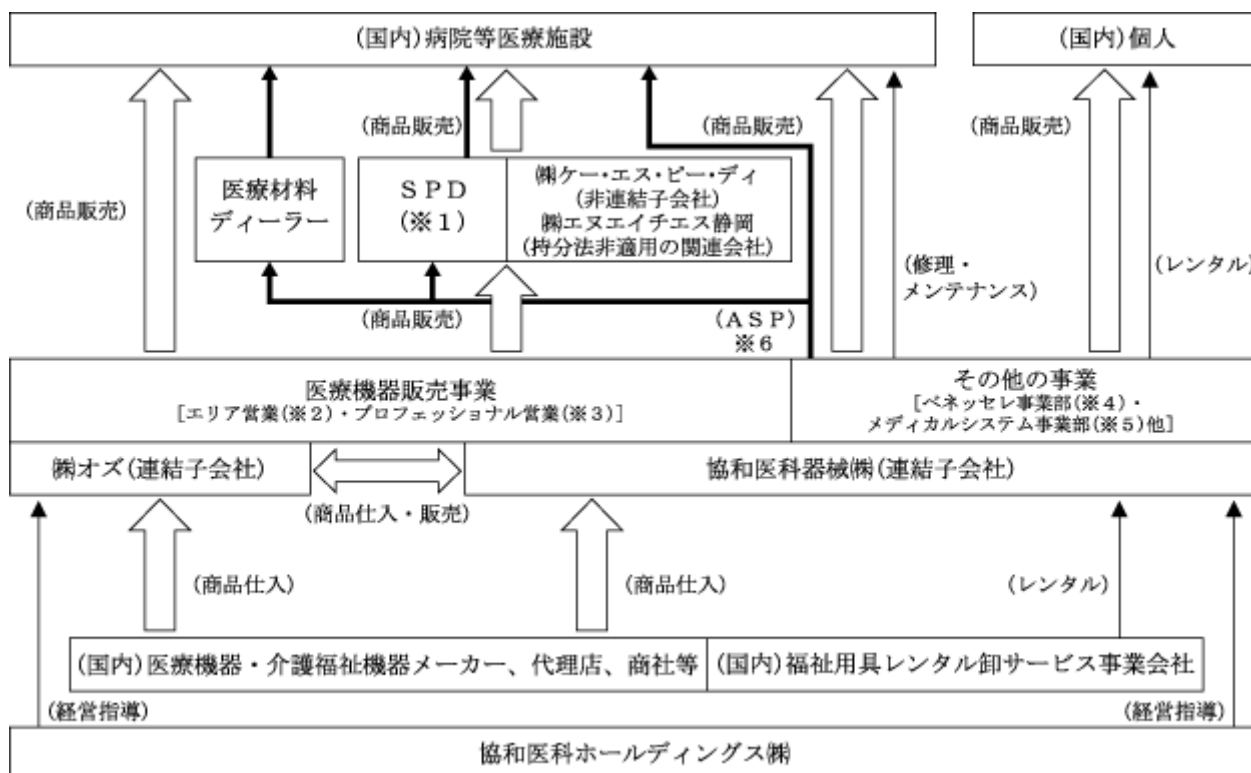 (国内)病院等医療施設
(国内)個人
(商品販売)
(商品販売)
(商品販売)
(商品販売)
医療材料
ディーラー
ＳＰＤ
(※１)
㈱ケー・エス・ピー・ディ
(非連結子会社)
㈱エヌエイチエス静岡
(持分法非適用の関連会社)
(修理・
メンテナンス)
(レンタル)
(商品販売)
(ＡＳＰ)
※６
医療機器販売事業
[エリア営業(※２)・プロフェッショナル営業(※３)]
その他の事業
[ベネッセレ事業部(※４)・
メディカルシステム事業部(※５)他]
㈱オズ(連結子会社)
協和医科器械㈱(連結子会社)
(商品仕入・販売)
(商品仕入)
(商品仕入)
(レンタル)
(国内)医療機器・介護福祉機器メーカー、代理店、商社等
(国内)福祉用具レンタル卸サービス事業会社
(経営指導)
(経営指導)
協和医科ホールディングス㈱